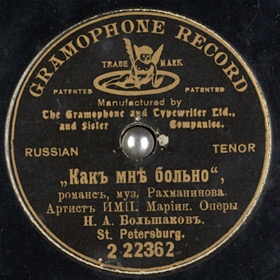 GRAMOPHONE RECORD
TRADE MARK
PATENTED PATENTED
Manufactured by
The Gramophone and Typewriter Ltd.,
and Sister Companies.
RUSSIAN TENOR
„Какъ мнѣ больно“,
романсъ, муз. Рахманинова.
Артистъ ИМП. Маріин. Оперы
Н. А. Большаковъ.
St. Petersburg.
2-22362